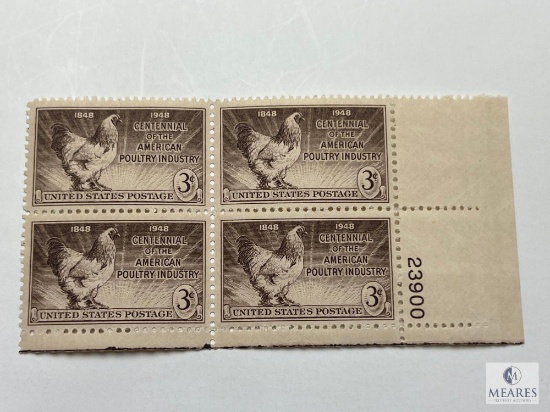 1848 1948
CENTENNIAL
OF THE
AMERICAN
POULTRY INDUSTRY
3¢
UNITED STATES POSTAGE
1848 1948
CENTENNIAL
OF THE
AMERICAN
POULTRY INDUSTRY
3¢
UNITED STATES POSTAGE
1848 1948
CENTENNIAL
OF THE
AMERICAN
POULTRY INDUSTRY
3¢
UNITED STATES POSTAGE
1848 1948
CENTENNIAL
OF THE
AMERICAN
POULTRY INDUSTRY
3¢
UNITED STATES POSTAGE
23900
M
MEARES